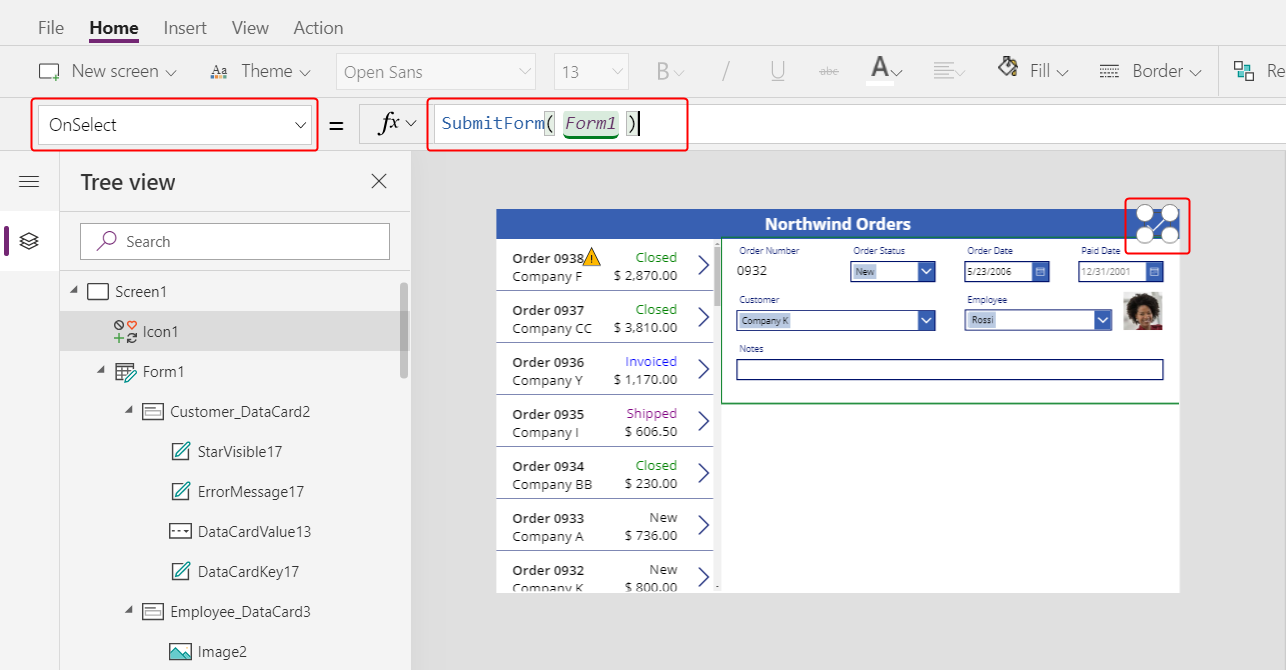 File Home Insert View Action
New screen Aa Theme Open Sans 13 B / U abc A Fill Border Re
OnSelect = fx SubmitForm( Form1 )
Tree view
Search
Screen1
Icon1
Form1
Customer_DataCard2
StarVisible17
ErrorMessage17
DataCardValue13
DataCardKey17
Employee_DataCard3
Image2
Northwind Orders
Order 0938 Closed
Company F $ 2,870.00
Order 0937 Closed
Company CC $ 3,810.00
Order 0936 Invoiced
Company Y $ 1,170.00
Order 0935 Shipped
Company I $ 606.50
Order 0934 Closed
Company BB $ 230.00
Order 0933 New
Company A $ 736.00
Order 0932 New
Company K $ 800.00
Order Number Order Status Order Date Paid Date
0932 New 5/23/2006 12/31/2001
Customer Employee
Company K Rossi
Notes